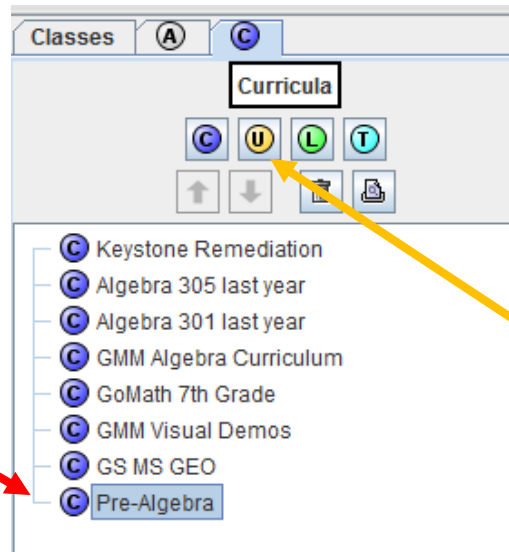 Classes A C
Curricula
C U L T
C Keystone Remediation
C Algebra 305 last year
C Algebra 301 last year
C GMM Algebra Curriculum
C GoMath 7th Grade
C GMM Visual Demos
C GS MS GEO
C Pre-Algebra